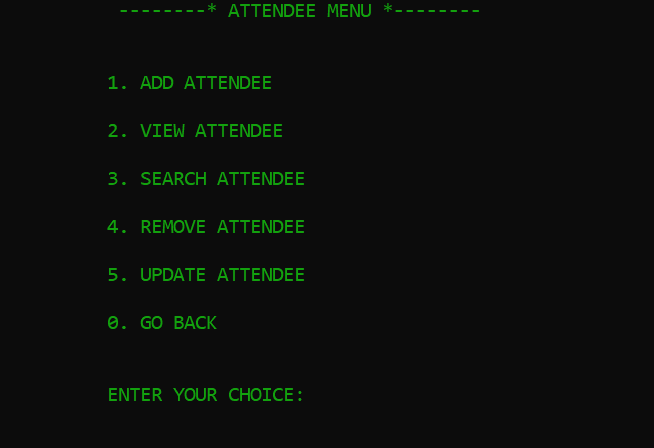 --------* ATTENDEE MENU *--------
1. ADD ATTENDEE
2. VIEW ATTENDEE
3. SEARCH ATTENDEE
4. REMOVE ATTENDEE
5. UPDATE ATTENDEE
0. GO BACK
ENTER YOUR CHOICE: